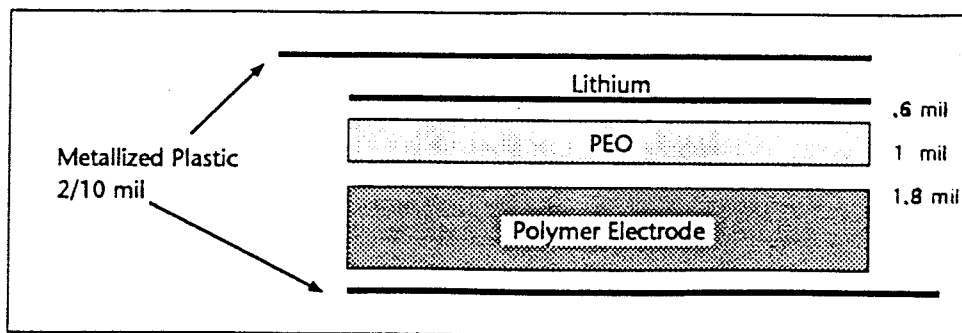 Lithium
.6 mil
PEO
1 mil
Metallized Plastic
2/10 mil
1.8 mil
Polymer Electrode